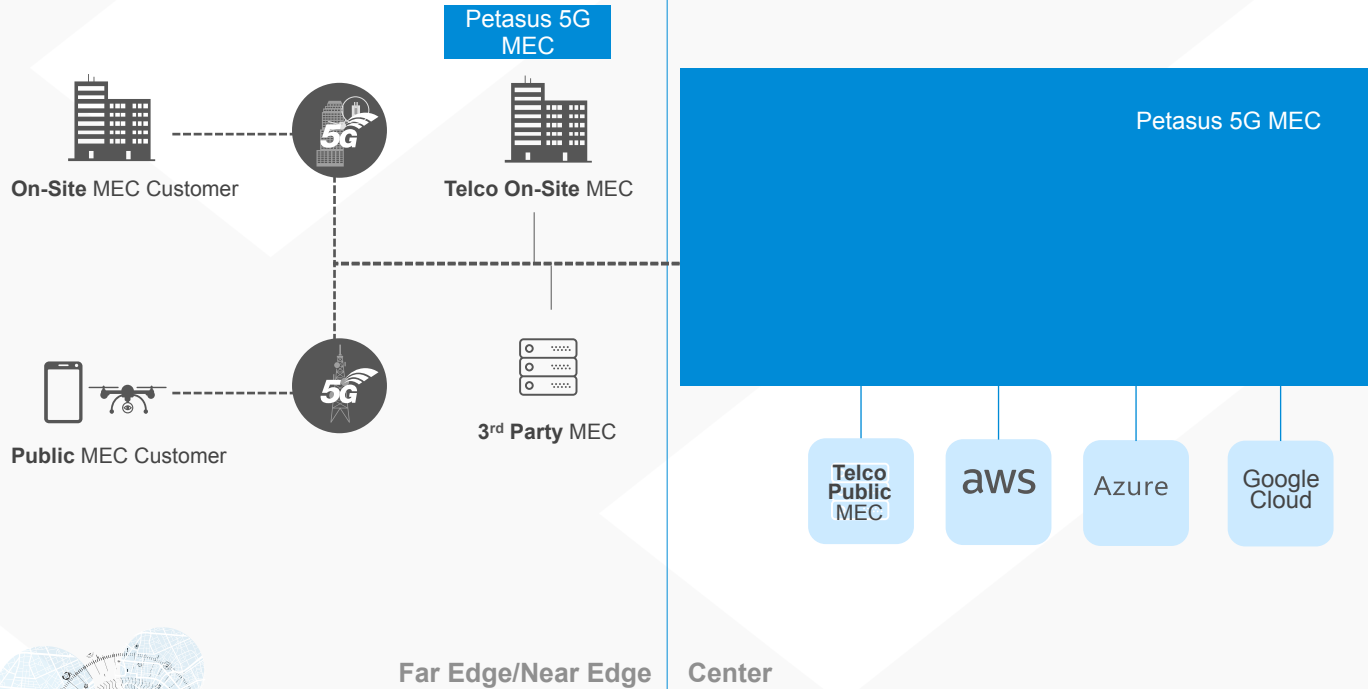 Petasus 5G
MEC
Petasus 5G MEC
5G
On-Site MEC Customer
Telco On-Site MEC
5G
Public MEC Customer
3rd Party MEC
Telco
Public
MEC
aws
Azure
Google
Cloud
Far Edge/Near Edge
Center